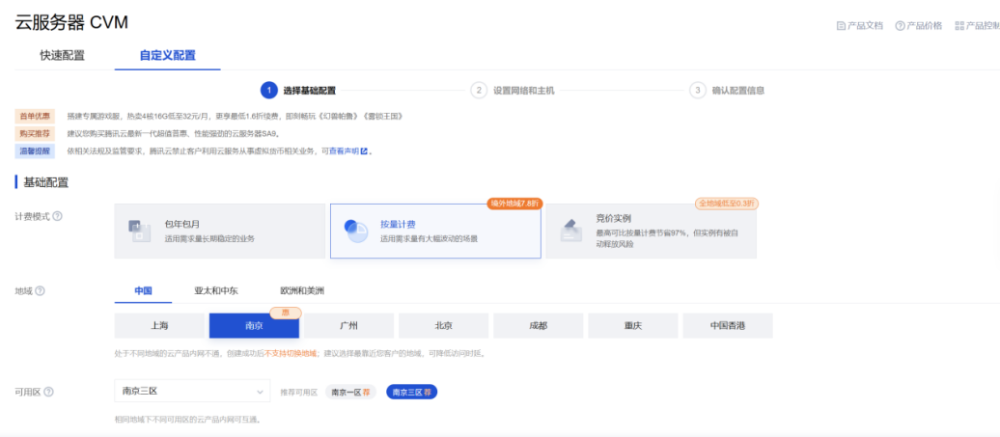 云服务器 CVM
产品文档 产品价格 产品控制
快速配置 自定义配置
1 选择基础配置 2 设置网络和主机 3 确认配置信息
首单优惠 搭建专属游戏服，热卖4核16G低至32元/月，更享最低1.6折续费，即刻畅玩《幻兽帕鲁》《雾锁王国》
购买推荐 建议您购买腾讯云最新一代超值普惠、性能强劲的云服务器SA9。
温馨提醒 依相关法规及监管要求，腾讯云禁止客户利用云服务从事虚拟货币相关业务，可查看声明。
基础配置
境外地域7.8折 全地域低至0.3折
计费模式 包年包月 按量计费 竞价实例
适用需求量长期稳定的业务 适用需求量有大幅波动的场景 最高可比按量计费节省97%，但实例有被自
动释放风险
地域 中国 亚太和中东 欧洲和美洲
惠
上海 南京 广州 北京 成都 重庆 中国香港
处于不同地域的云产品内网不通，创建成功后不支持切换地域；建议选择最靠近您客户的地域，可降低访问时延。
可用区 南京三区 推荐可用区 南京一区 荐 南京三区 荐
相同地域下不同可用区的云产品内网可互通。